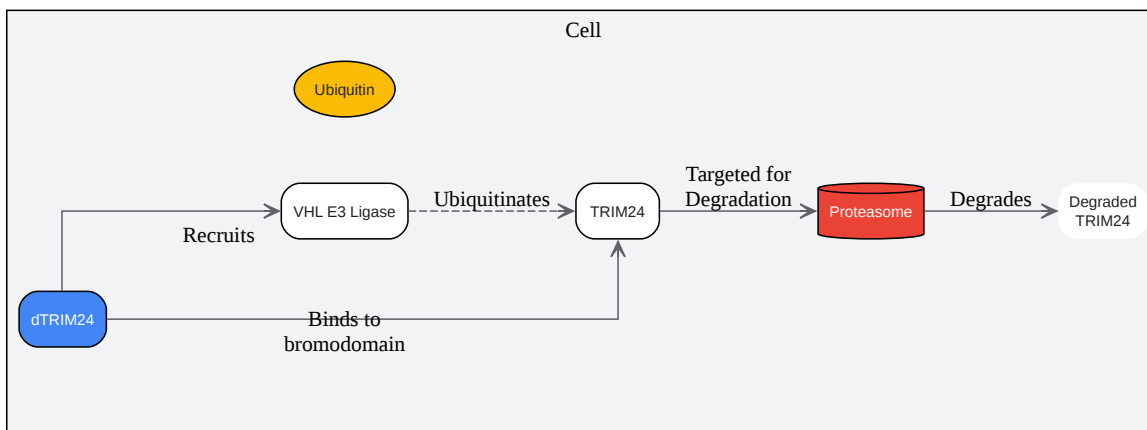 Cell
Ubiquitin
VHL E3 Ligase
Ubiquitinates
TRIM24
Targeted for
Degradation
Proteasome
Degrades
Degraded
TRIM24
Recruits
dTRIM24
Binds to
bromodomain